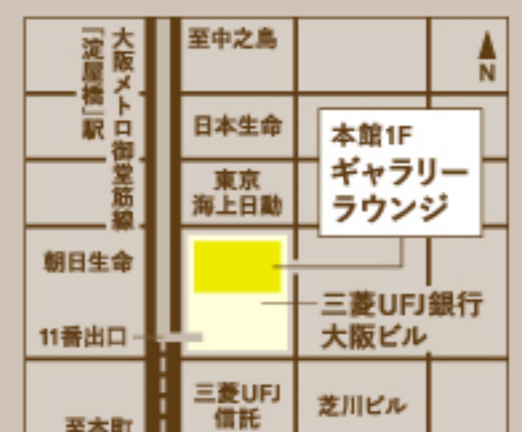 大阪メトロ御堂筋線
「淀屋橋」駅
至中之島
N
日本生命
本館1F
ギャラリー
ラウンジ
東京
海上日動
朝日生命
三菱UFJ銀行
大阪ビル
11番出口
三菱UFJ
信託
芝川ビル
至本町